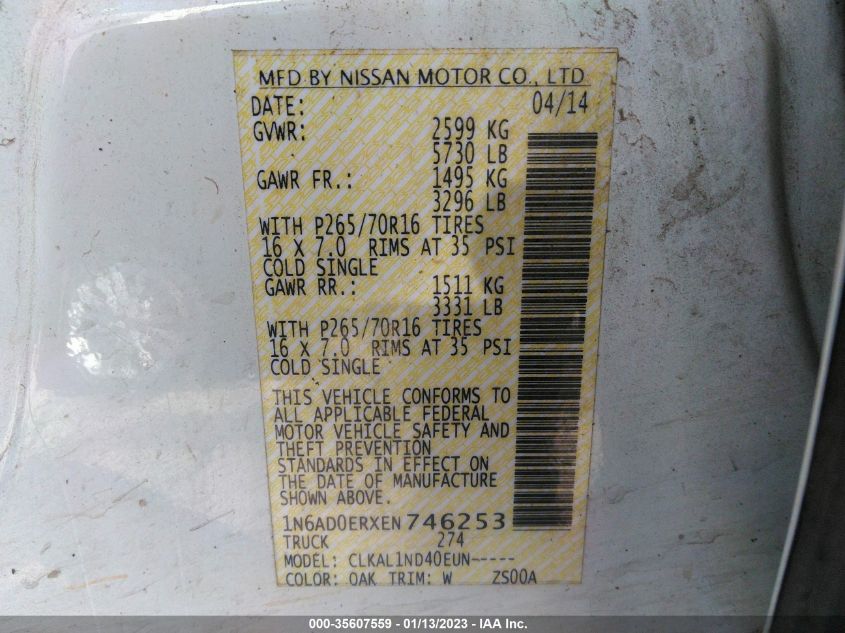 MFD BY NISSAN MOTOR CO., LTD
DATE: 04/14
GVWR: 2599 KG
5730 LB
GAWR FR.: 1495 KG
3296 LB
WITH P265/70R16 TIRES
16 X 7.0 RIMS AT 35 PSI
COLD SINGLE
GAWR RR.: 1511 KG
3331 LB
WITH P265/70R16 TIRES
16 X 7.0 RIMS AT 35 PSI
COLD SINGLE
THIS VEHICLE CONFORMS TO
ALL APPLICABLE FEDERAL
MOTOR VEHICLE SAFETY AND
THEFT PREVENTION
STANDARDS IN EFFECT ON
THE DATE OF MANUFACTURE
SHOWN ABOVE.
1N6AD0ERXEN746253
TRUCK 274
MODEL: CLKAL1ND40EUN-----
COLOR: OAK TRIM: W ZS00A
000-35607559 — 01/13/2023 — IAA Inc.